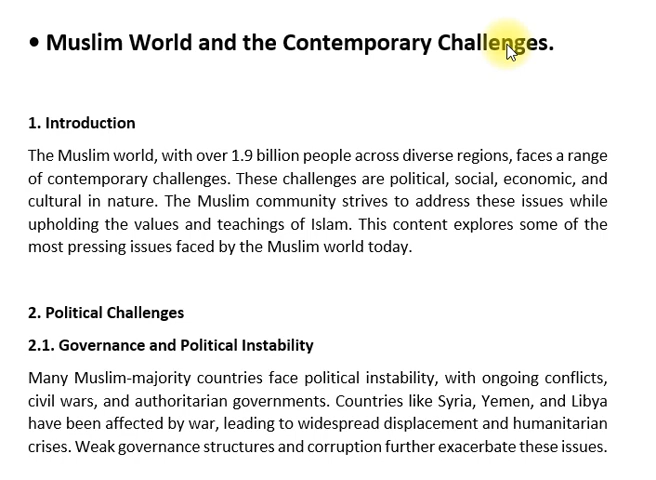 • Muslim World and the Contemporary Challenges.
1. Introduction
The Muslim world, with over 1.9 billion people across diverse regions, faces a range
of contemporary challenges. These challenges are political, social, economic, and
cultural in nature. The Muslim community strives to address these issues while
upholding the values and teachings of Islam. This content explores some of the
most pressing issues faced by the Muslim world today.
2. Political Challenges
2.1. Governance and Political Instability
Many Muslim-majority countries face political instability, with ongoing conflicts,
civil wars, and authoritarian governments. Countries like Syria, Yemen, and Libya
have been affected by war, leading to widespread displacement and humanitarian
crises. Weak governance structures and corruption further exacerbate these issues.